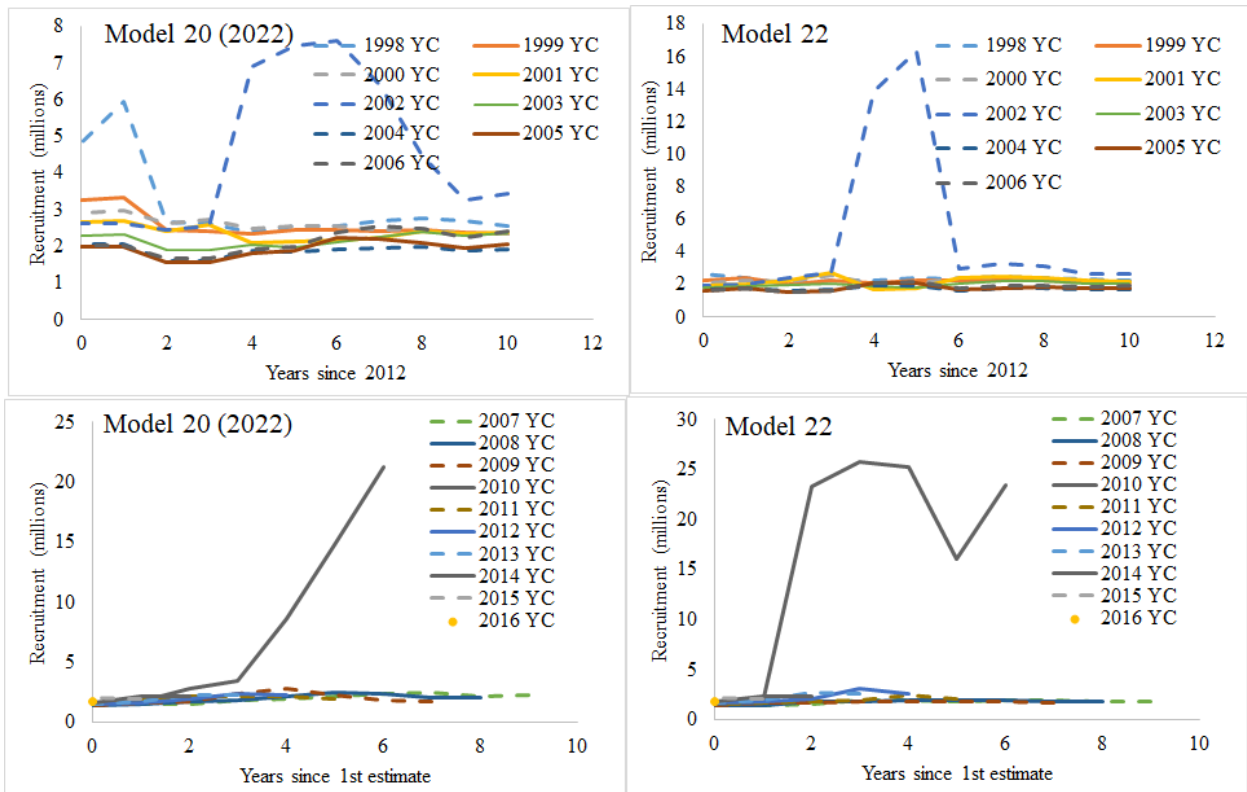 Model 20 (2022)
Recruitment (millions)
8
7
6
5
4
3
2
1
0
1998 YC
1999 YC
2000 YC
2001 YC
2002 YC
2003 YC
2004 YC
2005 YC
2006 YC
0 2 4 6 8 10 12
Years since 2012
Model 22
Recruitment (millions)
18
16
14
12
10
8
6
4
2
0
1998 YC
1999 YC
2000 YC
2001 YC
2002 YC
2003 YC
2004 YC
2005 YC
2006 YC
0 2 4 6 8 10 12
Years since 2012
Model 20 (2022)
Recruitment (millions)
25
20
15
10
5
0
2007 YC
2008 YC
2009 YC
2010 YC
2011 YC
2012 YC
2013 YC
2014 YC
2015 YC
2016 YC
0 2 4 6 8 10
Years since 1st estimate
Model 22
Recruitment (millions)
30
25
20
15
10
5
0
2007 YC
2008 YC
2009 YC
2010 YC
2011 YC
2012 YC
2013 YC
2014 YC
2015 YC
2016 YC
0 2 4 6 8 10
Years since 1st estimate